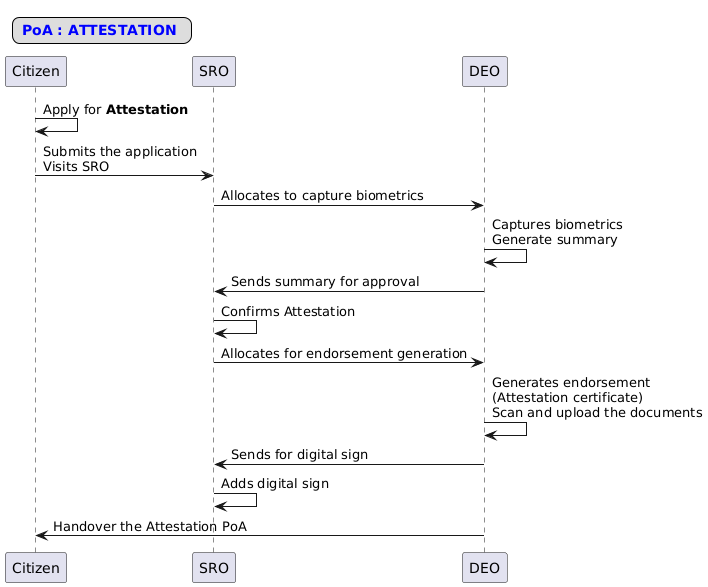 PoA : ATTESTATION
Citizen
SRO
DEO
Apply for Attestation
Submits the application
Visits SRO
Allocates to capture biometrics
Captures biometrics
Generate summary
Sends summary for approval
Confirms Attestation
Allocates for endorsement generation
Generates endorsement
(Attestation certificate)
Scan and upload the documents
Sends for digital sign
Adds digital sign
Handover the Attestation PoA
Citizen
SRO
DEO